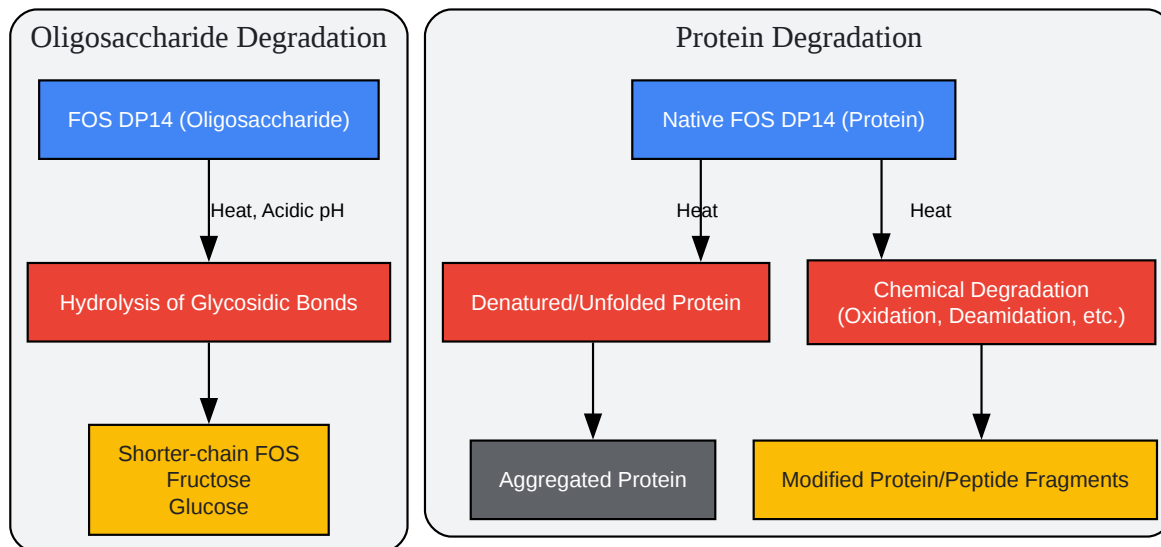 Oligosaccharide Degradation
FOS DP14 (Oligosaccharide)
Heat, Acidic pH
Hydrolysis of Glycosidic Bonds
Shorter-chain FOS
Fructose
Glucose
Protein Degradation
Native FOS DP14 (Protein)
Heat
Heat
Denatured/Unfolded Protein
Chemical Degradation
(Oxidation, Deamidation, etc.)
Aggregated Protein
Modified Protein/Peptide Fragments